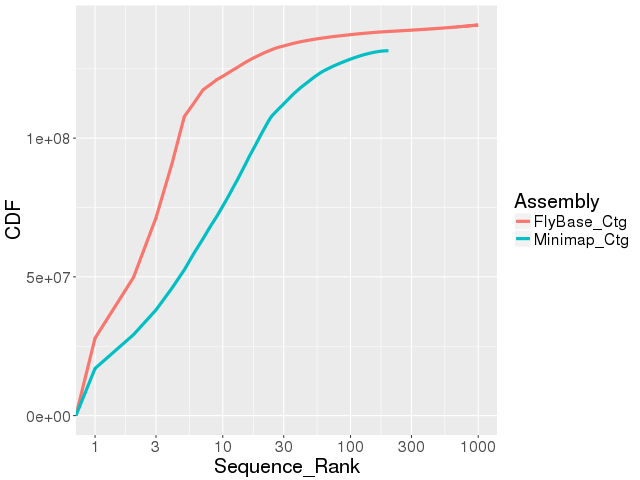 CDF
1e+08
5e+07
0e+00
1 3 10 30 100 300 1000
Sequence_Rank
Assembly
FlyBase_Ctg
Minimap_Ctg